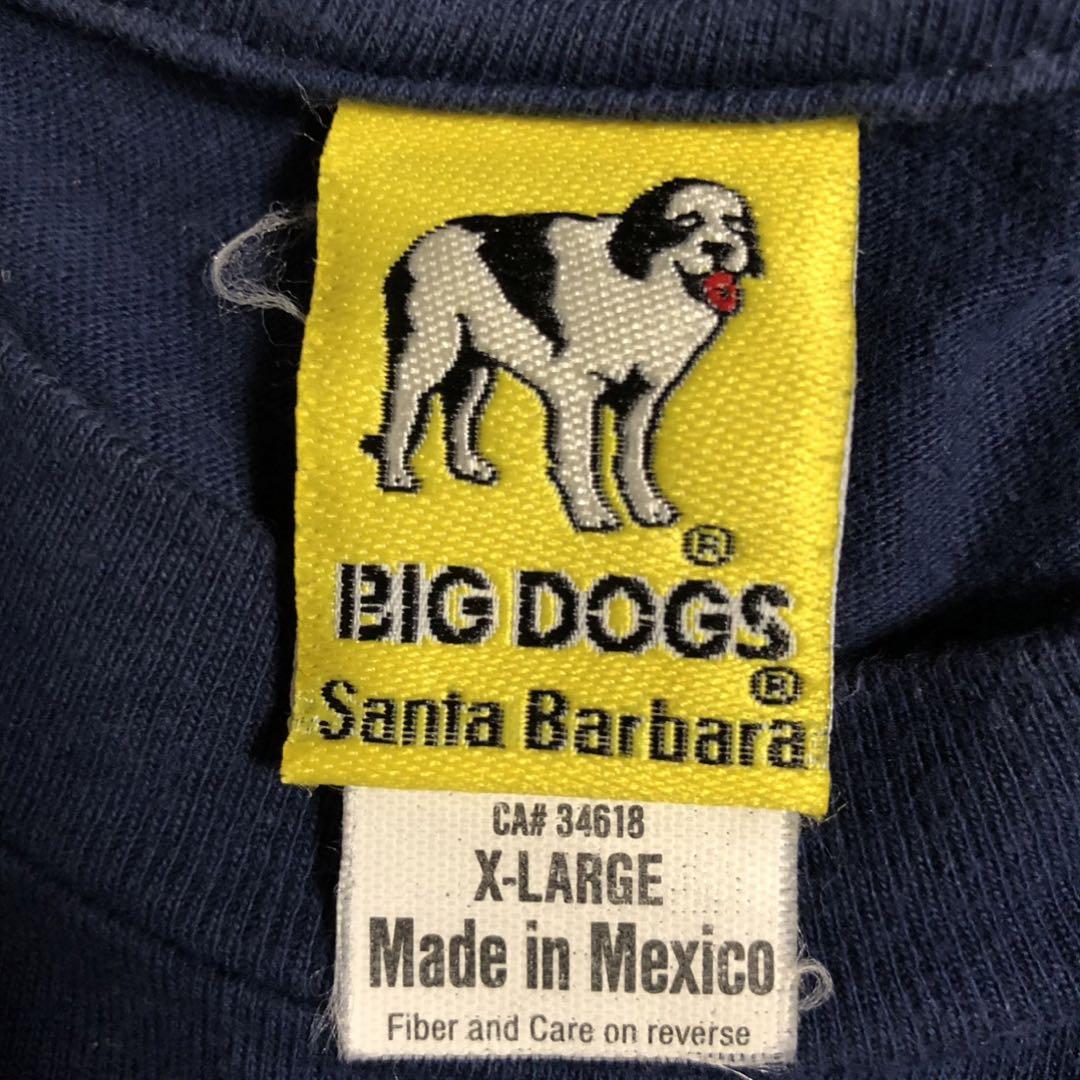 ®
BIG DOGS
®
Santa Barbara
CA# 34618
X-LARGE
Made in Mexico
Fiber and Care on reverse